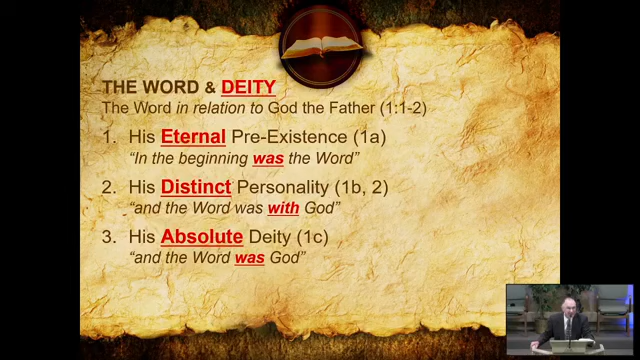 THE WORD & DEITY
The Word in relation to God the Father (1:1-2)
1. His Eternal Pre-Existence (1a)
"In the beginning was the Word"
2. His Distinct Personality (1b, 2)
"and the Word was with God"
3. His Absolute Deity (1c)
"and the Word was God"